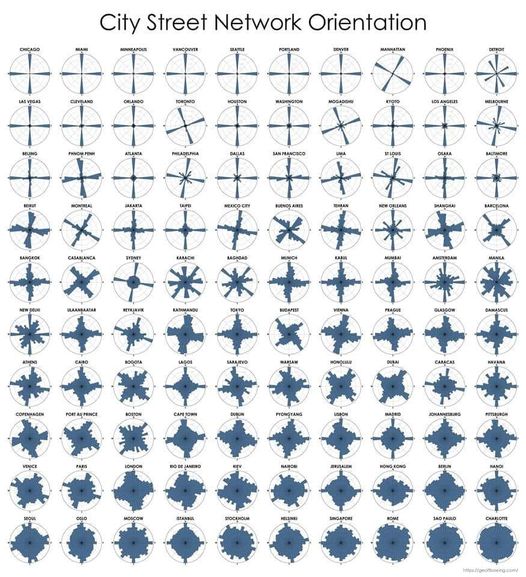 City Street Network Orientation
CHICAGO MIAMI MINNEAPOLIS VANCOUVER SEATTLE PORTLAND DENVER MANHATTAN PHOENIX DETROIT
LAS VEGAS CLEVELAND ORLANDO TORONTO HOUSTON WASHINGTON MOGADISHU KYOTO LOS ANGELES MELBOURNE
BEIJING PHNOM PENH ATLANTA PHILADELPHIA DALLAS SAN FRANCISCO LIMA ST LOUIS OSAKA BALTIMORE
BEIRUT MONTREAL JAKARTA TAIPEI MEXICO CITY BUENOS AIRES TEHRAN NEW ORLEANS SHANGHAI BARCELONA
BANGKOK CASABLANCA SYDNEY KARACHI BAGHDAD MUNICH KABUL MUMBAI AMSTERDAM MANILA
NEW DELHI ULAANBAATAR REYKJAVIK KATHMANDU TOKYO BUDAPEST VIENNA PRAGUE GLASGOW DAMASCUS
ATHENS CAIRO BOGOTA LAGOS SARAJEVO WARSAW HONOLULU DUBAI CARACAS HAVANA
COPENHAGEN PORT AU PRINCE BOSTON CAPE TOWN DUBLIN PYONGYANG LISBON MADRID JOHANNESBURG PITTSBURGH
VENICE PARIS LONDON RIO DE JANEIRO KIEV NAIROBI JERUSALEM HONG KONG BERLIN HANOI
SEOUL OSLO MOSCOW ISTANBUL STOCKHOLM HELSINKI SINGAPORE ROME SAO PAULO CHARLOTTE
https://geoffboeing.com/